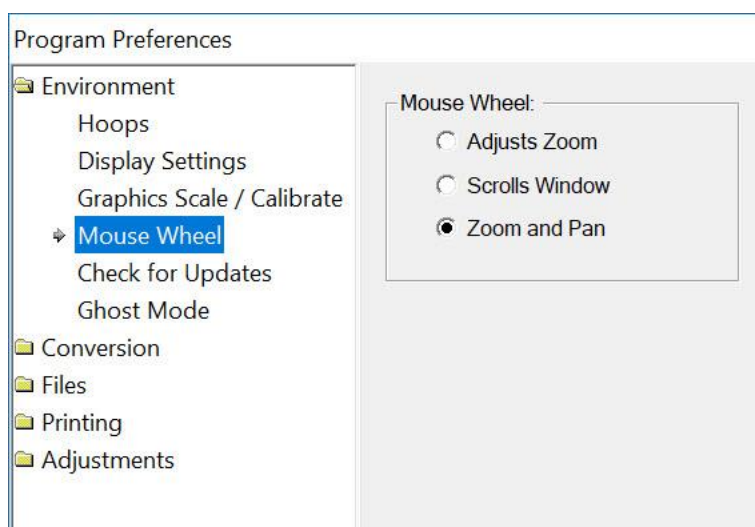 Program Preferences
Environment
Hoops
Display Settings
Graphics Scale / Calibrate
Mouse Wheel
Check for Updates
Ghost Mode
Conversion
Files
Printing
Adjustments
Mouse Wheel:
Adjusts Zoom
Scrolls Window
Zoom and Pan